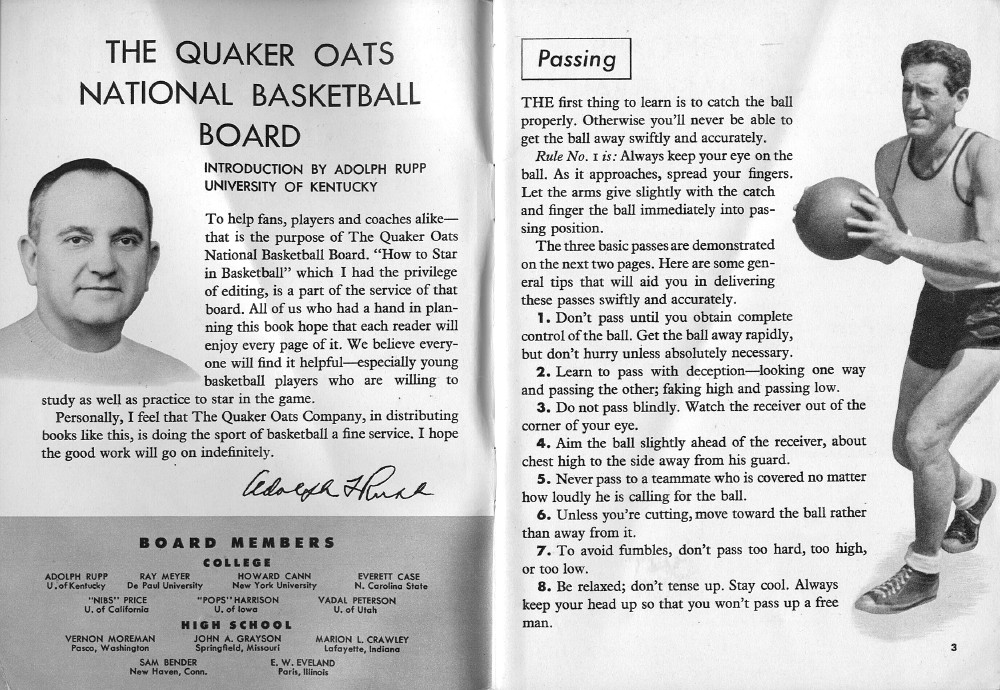 THE QUAKER OATS
NATIONAL BASKETBALL
BOARD
INTRODUCTION BY ADOLPH RUPP
UNIVERSITY OF KENTUCKY
To help fans, players and coaches alike—
that is the purpose of The Quaker Oats
National Basketball Board. “How to Star
in Basketball” which I had the privilege
of editing, is a part of the service of that
board. All of us who had a hand in plan-
ning this book hope that each reader will
enjoy every page of it. We believe every-
one will find it helpful—especially young
basketball players who are willing to
study as well as practice to star in the game.
Personally, I feel that The Quaker Oats Company, in distributing
books like this, is doing the sport of basketball a fine service. I hope
the good work will go on indefinitely.
Adolph F Rupp
BOARD MEMBERS
COLLEGE
ADOLPH RUPP RAY MEYER HOWARD CANN EVERETT CASE
U. of Kentucky De Paul University New York University N. Carolina State
"NIBS" PRICE "POPS" HARRISON VADAL PETERSON
U. of California U. of Iowa U. of Utah
HIGH SCHOOL
VERNON MOREMAN JOHN A. GRAYSON MARION L. CRAWLEY
Pasco, Washington Springfield, Missouri Lafayette, Indiana
SAM BENDER E. W. EVELAND
New Haven, Conn. Paris, Illinois
Passing
THE first thing to learn is to catch the ball
properly. Otherwise you'll never be able to
get the ball away swiftly and accurately.
Rule No. 1 is: Always keep your eye on the
ball. As it approaches, spread your fingers.
Let the arms give slightly with the catch
and finger the ball immediately into pas-
sing position.
The three basic passes are demonstrated
on the next two pages. Here are some gen-
eral tips that will aid you in delivering
these passes swiftly and accurately.
1. Don't pass until you obtain complete
control of the ball. Get the ball away rapidly,
but don't hurry unless absolutely necessary.
2. Learn to pass with deception—looking one way
and passing the other; faking high and passing low.
3. Do not pass blindly. Watch the receiver out of the
corner of your eye.
4. Aim the ball slightly ahead of the receiver, about
chest high to the side away from his guard.
5. Never pass to a teammate who is covered no matter
how loudly he is calling for the ball.
6. Unless you're cutting, move toward the ball rather
than away from it.
7. To avoid fumbles, don't pass too hard, too high,
or too low.
8. Be relaxed; don't tense up. Stay cool. Always
keep your head up so that you won't pass up a free
man.
3